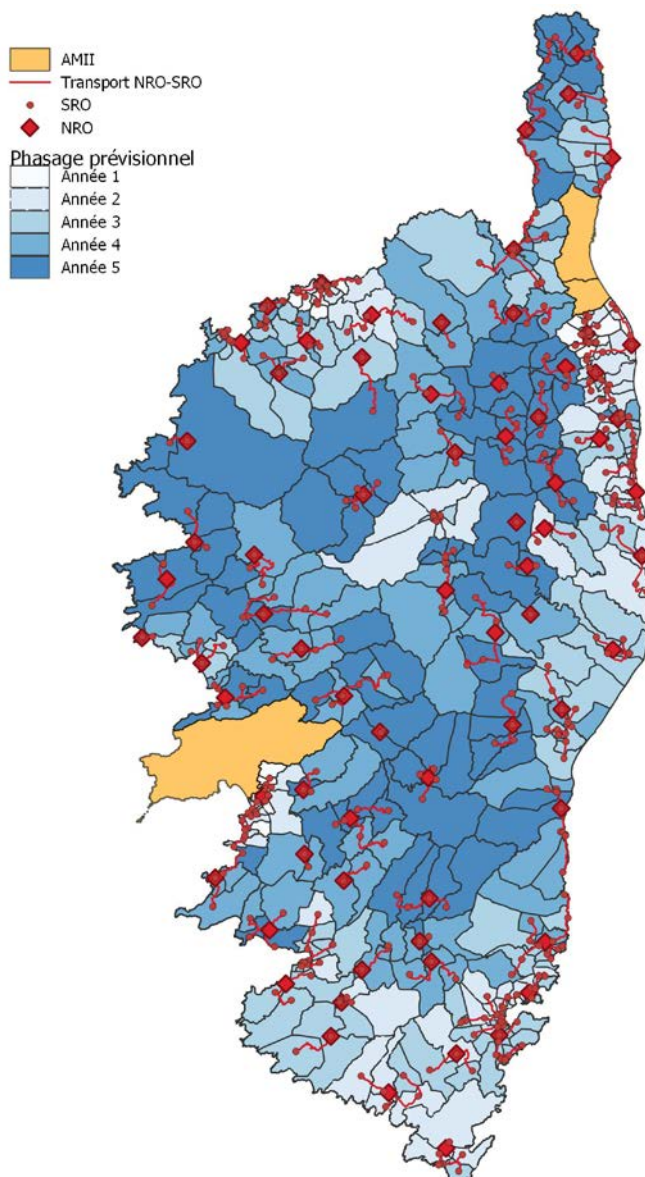 AMII
Transport NRO-SRO
SRO
NRO
Phasage prévisionnel
Année 1
Année 2
Année 3
Année 4
Année 5